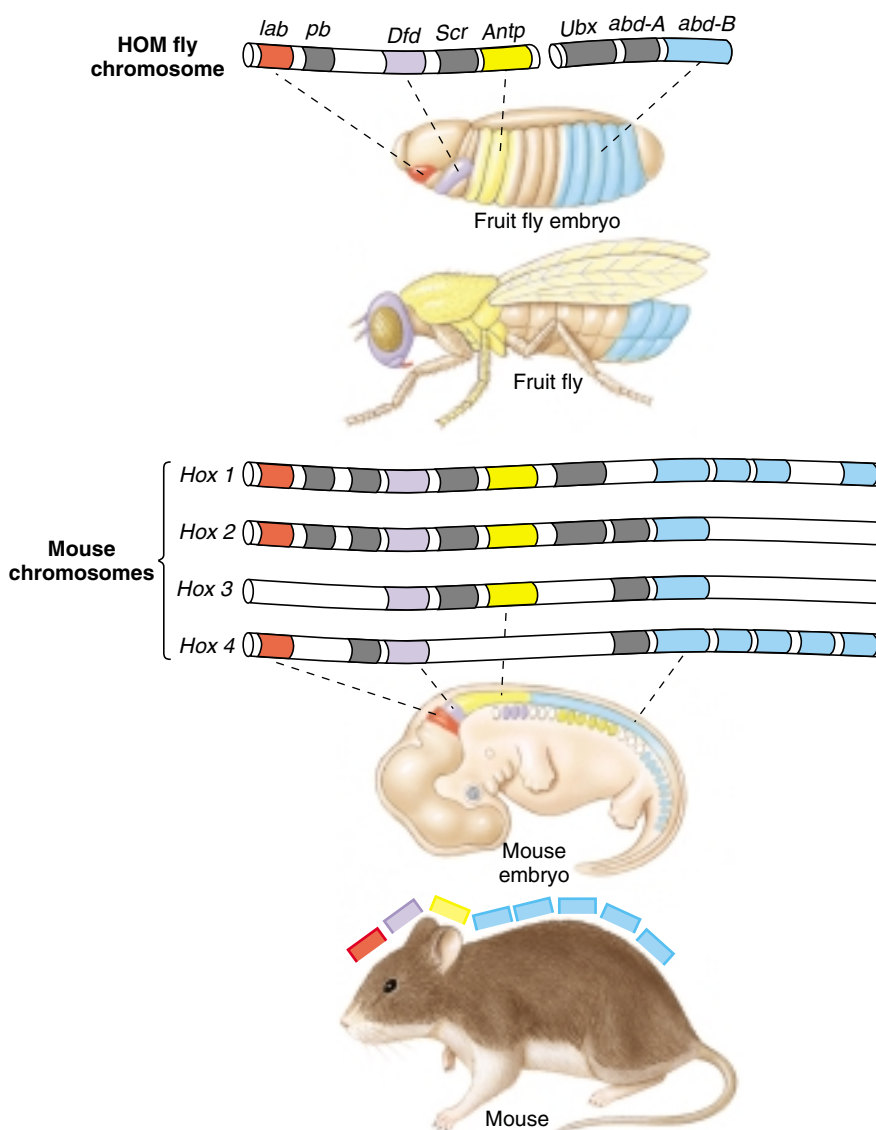 lab pb Dfd Scr Antp Ubx abd-A abd-B
HOM fly
chromosome
Fruit fly embryo
Fruit fly
Hox 1
Hox 2
Mouse
chromosomes
Hox 3
Hox 4
Mouse
embryo
Mouse